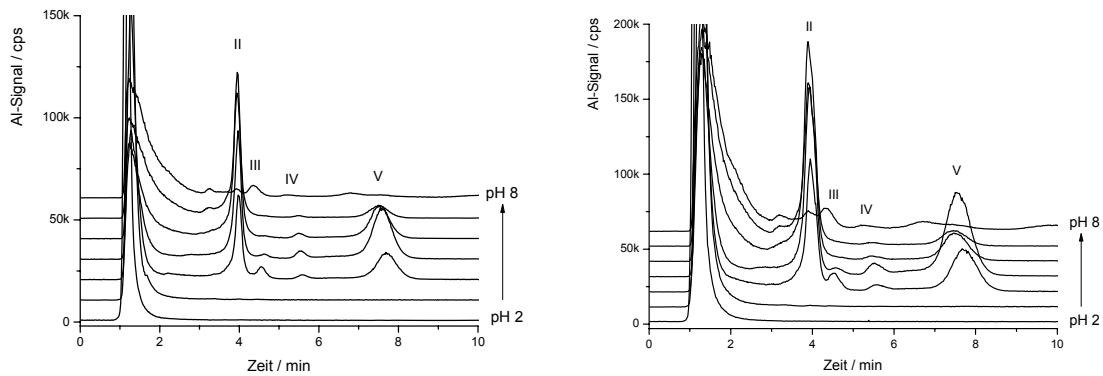 150k
100k
50k
0
Al-Signal / cps
II
III
IV
V
pH 8
pH 2
0
2
4
6
8
10
Zeit / min
200k
150k
100k
50k
0
Al-Signal / cps
II
III
IV
V
pH 8
pH 2
0
2
4
6
8
10
Zeit / min